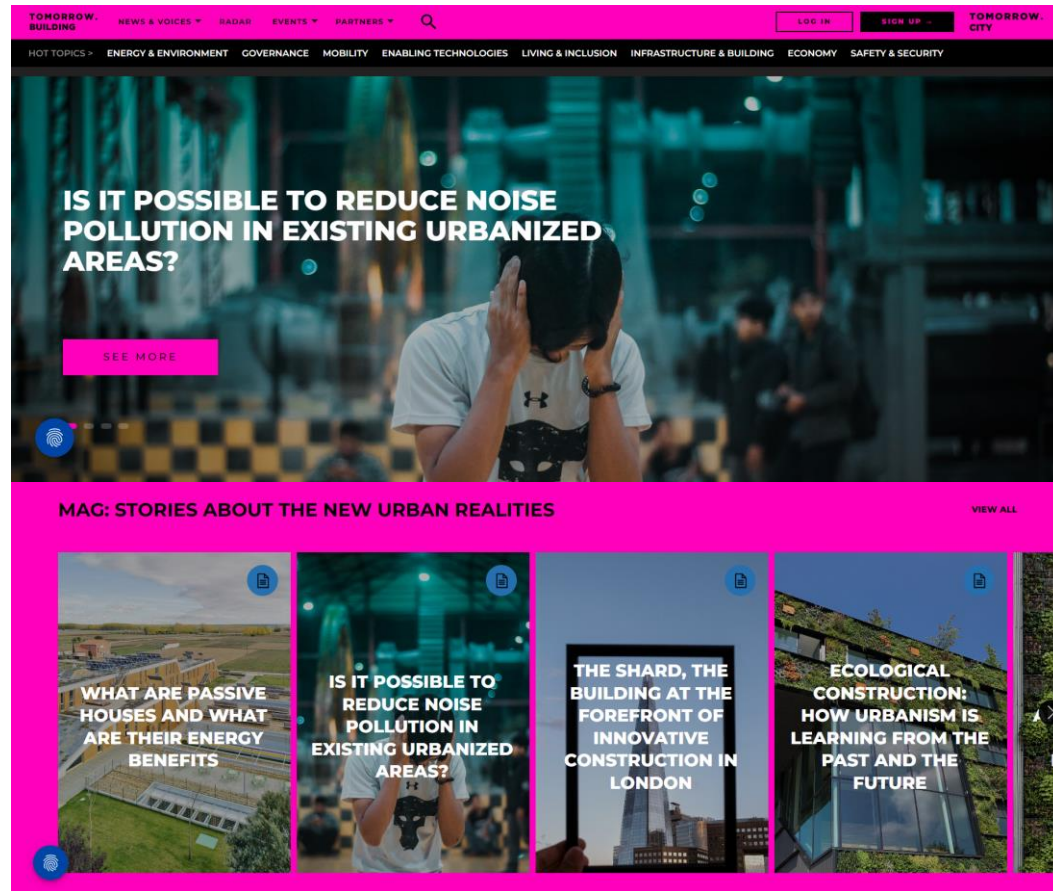 TOMORROW.
BUILDING
NEWS & VOICES
RADAR
EVENTS
PARTNERS
LOG IN
SIGN UP
TOMORROW.
CITY
HOT TOPICS > ENERGY & ENVIRONMENT GOVERNANCE MOBILITY ENABLING TECHNOLOGIES LIVING & INCLUSION INFRASTRUCTURE & BUILDING ECONOMY SAFETY & SECURITY
IS IT POSSIBLE TO REDUCE NOISE
POLLUTION IN EXISTING URBANIZED
AREAS?
SEE MORE
MAG: STORIES ABOUT THE NEW URBAN REALITIES
VIEW ALL
WHAT ARE PASSIVE
HOUSES AND WHAT
ARE THEIR ENERGY
BENEFITS
IS IT POSSIBLE TO
REDUCE NOISE
POLLUTION IN
EXISTING URBANIZED
AREAS?
THE SHARD, THE
BUILDING AT THE
FOREFRONT OF
INNOVATIVE
CONSTRUCTION IN
LONDON
ECOLOGICAL
CONSTRUCTION:
HOW URBANISM IS
LEARNING FROM THE
PAST AND THE
FUTURE